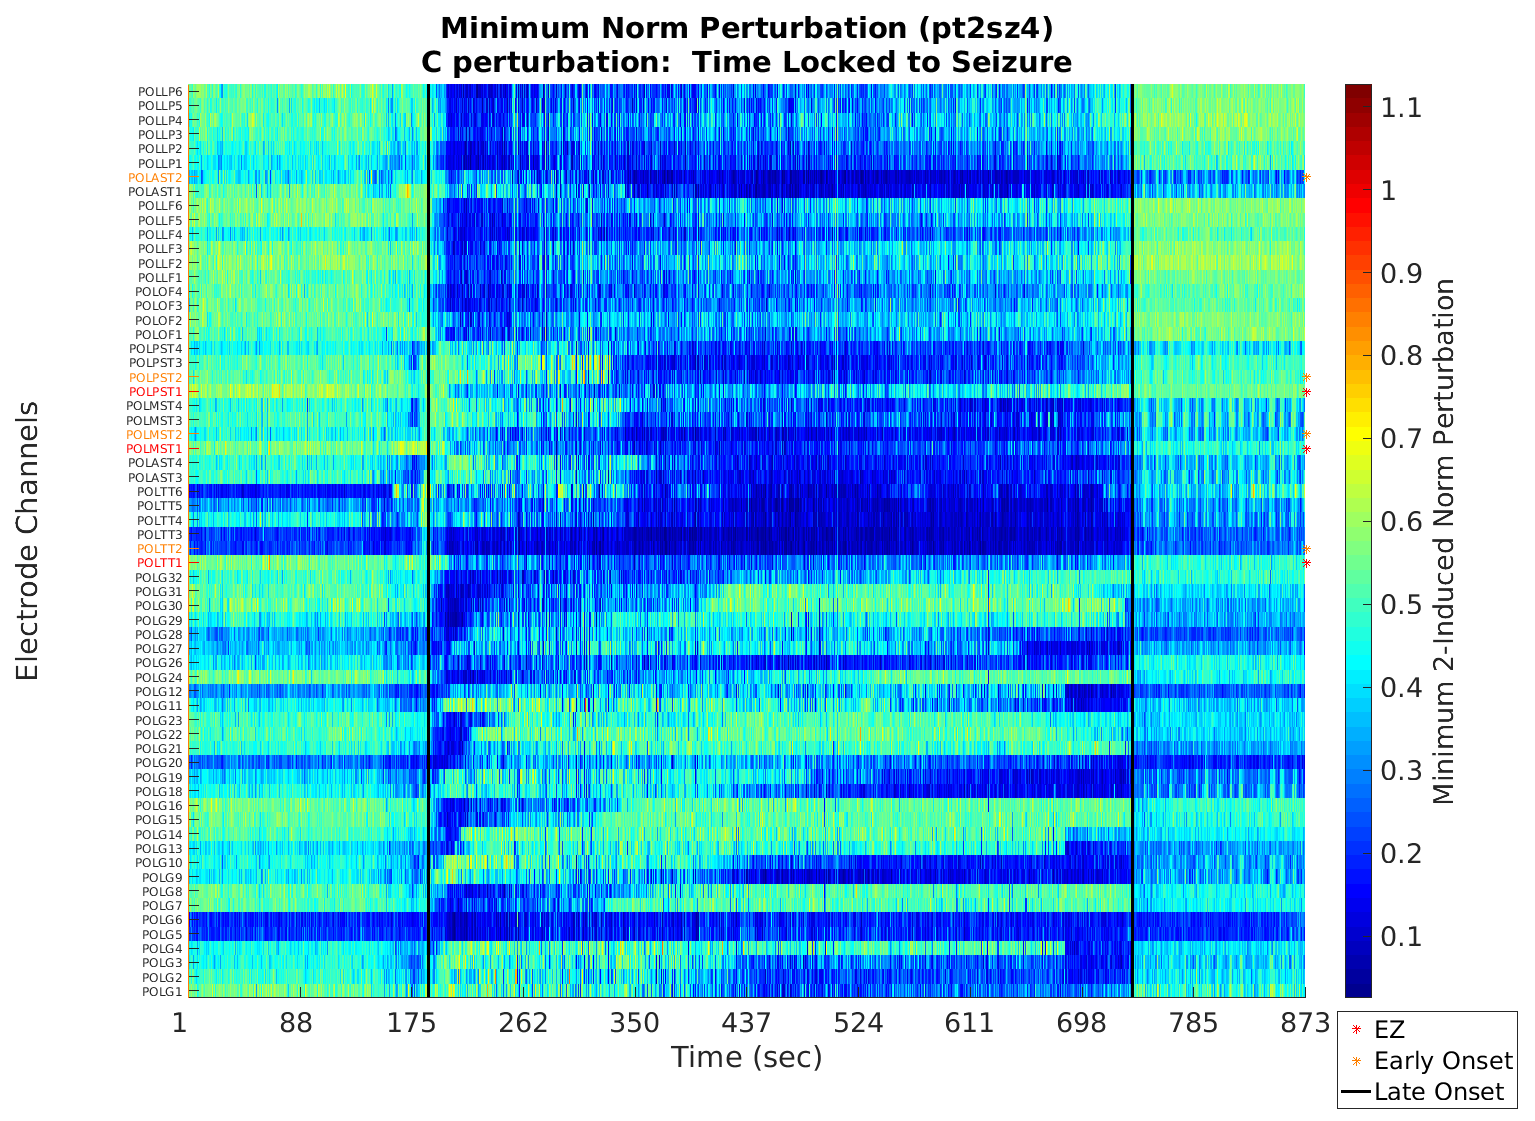 Minimum Norm Perturbation (pt2sz4)
C perturbation:  Time Locked to Seizure
Electrode Channels
POLLP6
POLLP5
POLLP4
POLLP3
POLLP2
POLLP1
POLAST2
POLAST1
POLLF6
POLLF5
POLLF4
POLLF3
POLLF2
POLLF1
POLOF4
POLOF3
POLOF2
POLOF1
POLPST4
POLPST3
POLPST2
POLPST1
POLMST4
POLMST3
POLMST2
POLMST1
POLAST4
POLAST3
POLTT6
POLTT5
POLTT4
POLTT3
POLTT2
POLTT1
POLG32
POLG31
POLG30
POLG29
POLG28
POLG27
POLG26
POLG24
POLG12
POLG11
POLG23
POLG22
POLG21
POLG20
POLG19
POLG18
POLG16
POLG15
POLG14
POLG13
POLG10
POLG9
POLG8
POLG7
POLG6
POLG5
POLG4
POLG3
POLG2
POLG1
1 88 175 262 350 437 524 611 698 785 873
Time (sec)
1.1
1
0.9
0.8
0.7
0.6
0.5
0.4
0.3
0.2
0.1
Minimum 2-Induced Norm Perturbation
EZ
Early Onset
Late Onset